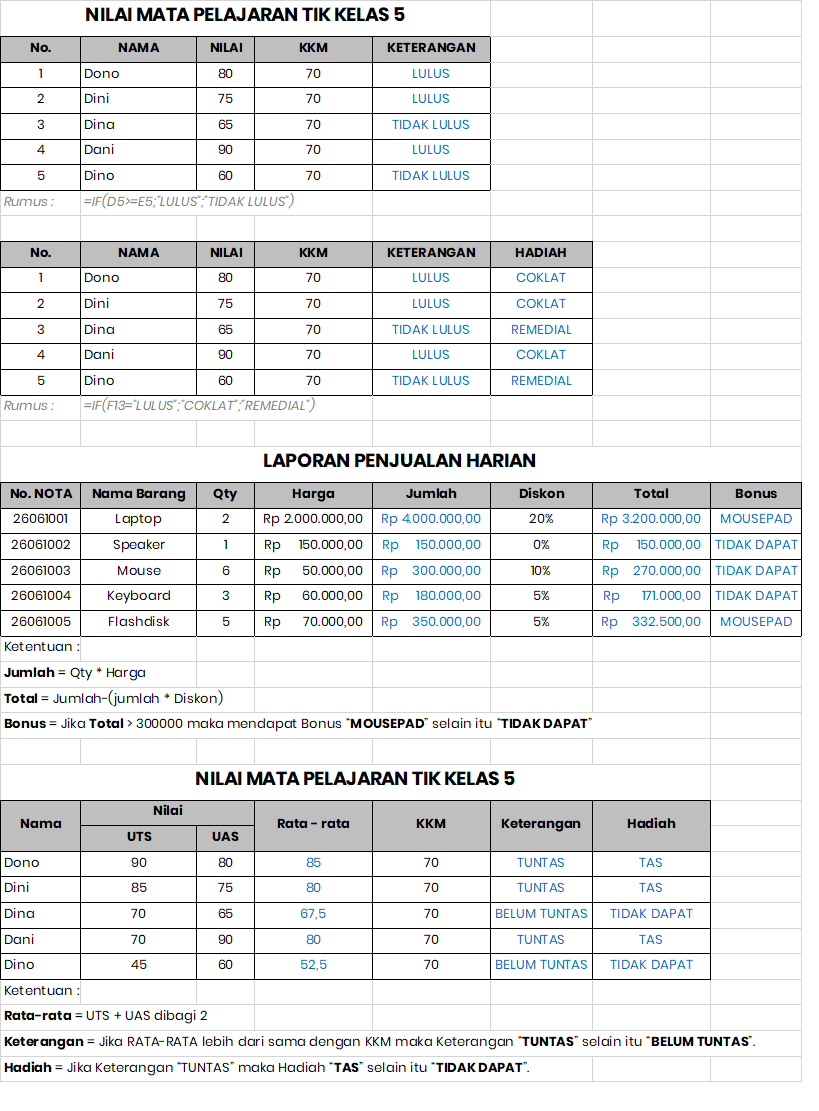 NILAI MATA PELAJARAN TIK KELAS 5
No. NAMA NILAI KKM KETERANGAN
1 Dono 80 70 LULUS
2 Dini 75 70 LULUS
3 Dina 65 70 TIDAK LULUS
4 Dani 90 70 LULUS
5 Dino 60 70 TIDAK LULUS
Rumus : =IF(D5>=E5;"LULUS";"TIDAK LULUS")
No. NAMA NILAI KKM KETERANGAN HADIAH
1 Dono 80 70 LULUS COKLAT
2 Dini 75 70 LULUS COKLAT
3 Dina 65 70 TIDAK LULUS REMEDIAL
4 Dani 90 70 LULUS COKLAT
5 Dino 60 70 TIDAK LULUS REMEDIAL
Rumus : =IF(F13="LULUS";"COKLAT";"REMEDIAL")
LAPORAN PENJUALAN HARIAN
No. NOTA Nama Barang Qty Harga Jumlah Diskon Total Bonus
26061001 Laptop 2 Rp 2.000.000,00 Rp 4.000.000,00 20% Rp 3.200.000,00 MOUSEPAD
26061002 Speaker 1 Rp 150.000,00 Rp 150.000,00 0% Rp 150.000,00 TIDAK DAPAT
26061003 Mouse 6 Rp 50.000,00 Rp 300.000,00 10% Rp 270.000,00 TIDAK DAPAT
26061004 Keyboard 3 Rp 60.000,00 Rp 180.000,00 5% Rp 171.000,00 TIDAK DAPAT
26061005 Flashdisk 5 Rp 70.000,00 Rp 350.000,00 5% Rp 332.500,00 MOUSEPAD
Ketentuan :
Jumlah = Qty * Harga
Total = Jumlah-(jumlah * Diskon)
Bonus = Jika Total > 300000 maka mendapat Bonus "MOUSEPAD" selain itu "TIDAK DAPAT"
NILAI MATA PELAJARAN TIK KELAS 5
Nama Nilai Rata - rata KKM Keterangan Hadiah
UTS UAS
Dono 90 80 85 70 TUNTAS TAS
Dini 85 75 80 70 TUNTAS TAS
Dina 70 65 67,5 70 BELUM TUNTAS TIDAK DAPAT
Dani 70 90 80 70 TUNTAS TAS
Dino 45 60 52,5 70 BELUM TUNTAS TIDAK DAPAT
Ketentuan :
Rata-rata = UTS + UAS dibagi 2
Keterangan = Jika RATA-RATA lebih dari sama dengan KKM maka Keterangan "TUNTAS" selain itu "BELUM TUNTAS".
Hadiah = Jika Keterangan "TUNTAS" maka Hadiah "TAS" selain itu "TIDAK DAPAT".